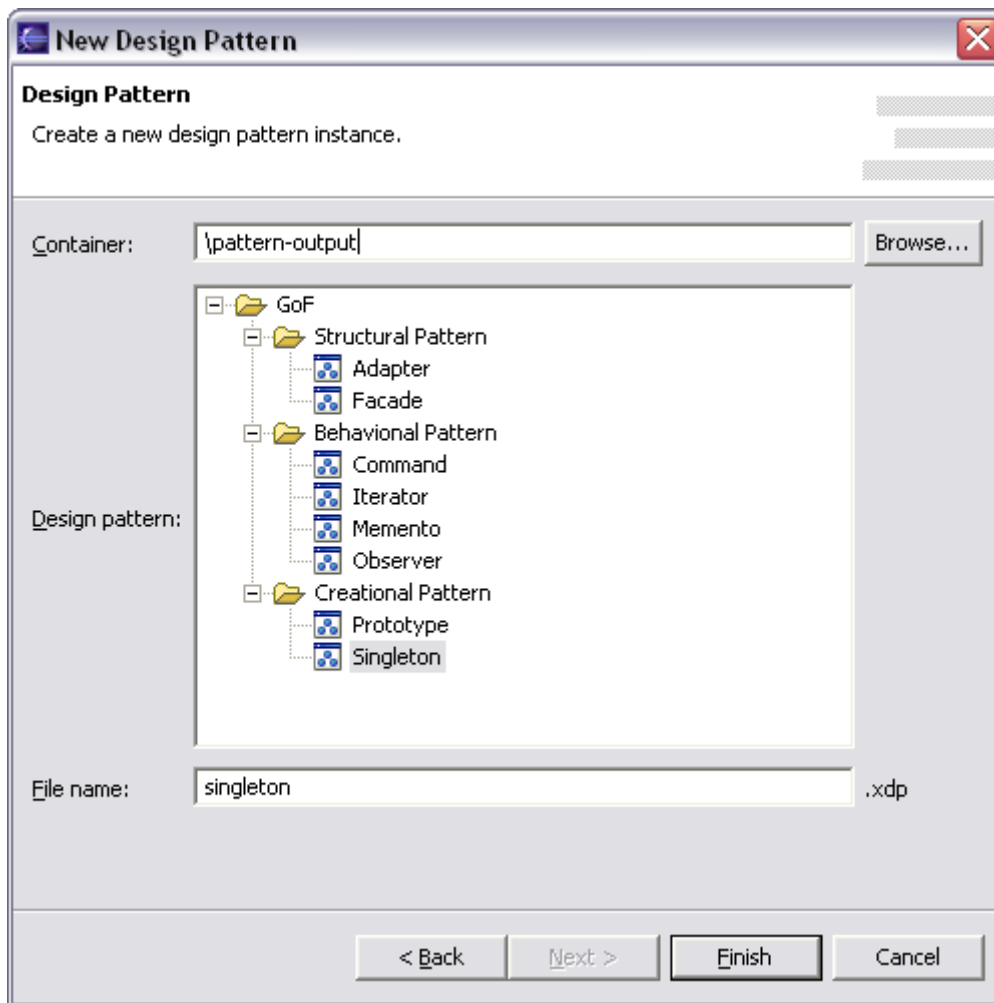 New Design Pattern
Design Pattern
Create a new design pattern instance.
Container: \pattern-output Browse...
GoF
Structural Pattern
Adapter
Facade
Behavional Pattern
Command
Iterator
Memento
Observer
Creational Pattern
Prototype
Singleton
Design pattern:
File name: singleton .xdp
< Back Next > Finish Cancel